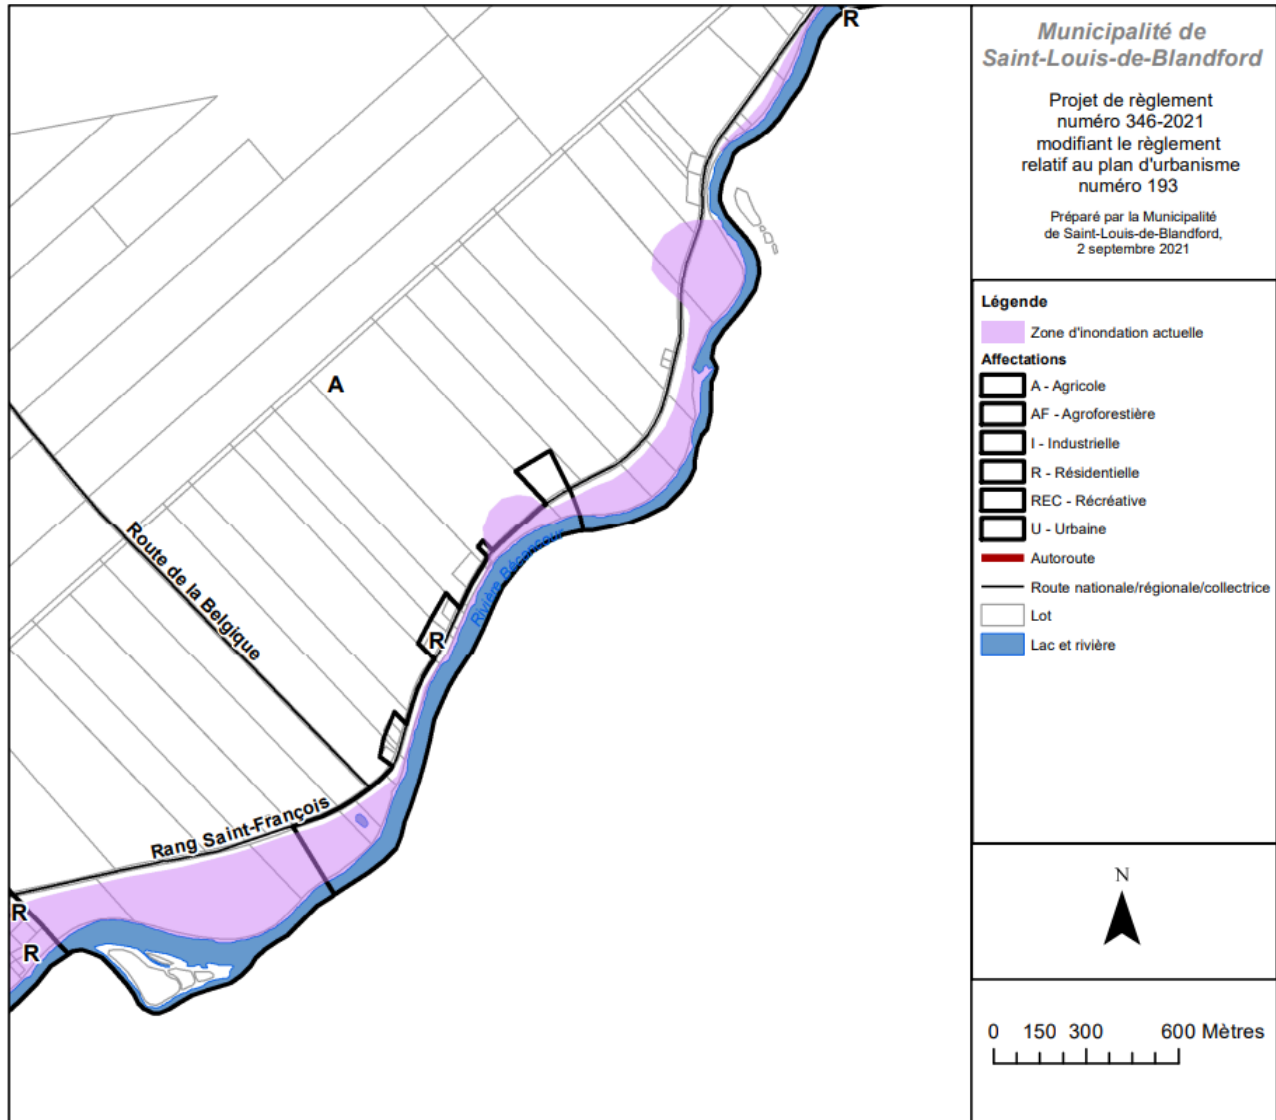 R
A
Route de la Belgique
Rivière Bécancour
R
Rang Saint-François
R
R
Municipalité de
Saint-Louis-de-Blandford
Projet de règlement
numéro 346-2021
modifiant le règlement
relatif au plan d'urbanisme
numéro 193
Préparé par la Municipalité
de Saint-Louis-de-Blandford,
2 septembre 2021
Légende
Zone d'inondation actuelle
Affectations
A - Agricole
AF - Agroforestière
I - Industrielle
R - Résidentielle
REC - Récréative
U - Urbaine
Autoroute
Route nationale/régionale/collectrice
Lot
Lac et rivière
N
0 150 300 600 Mètres